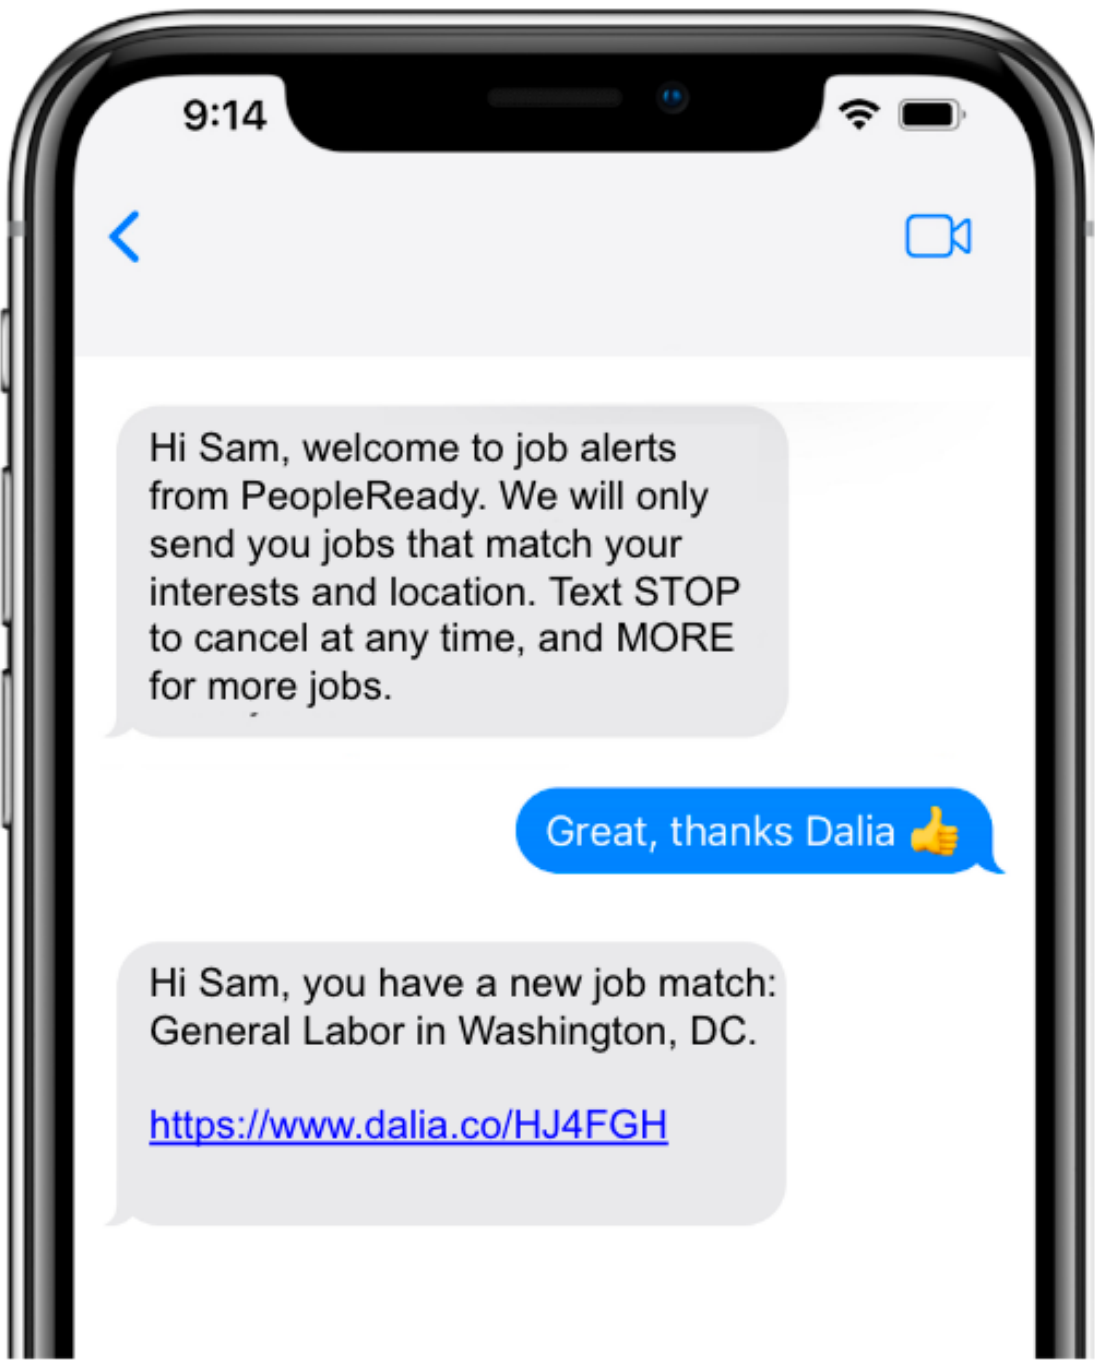 9:14
Hi Sam, welcome to job alerts
from PeopleReady. We will only
send you jobs that match your
interests and location. Text STOP
to cancel at any time, and MORE
for more jobs.
Great, thanks Dalia 👍
Hi Sam, you have a new job match:
General Labor in Washington, DC.
https://www.dalia.co/HJ4FGH